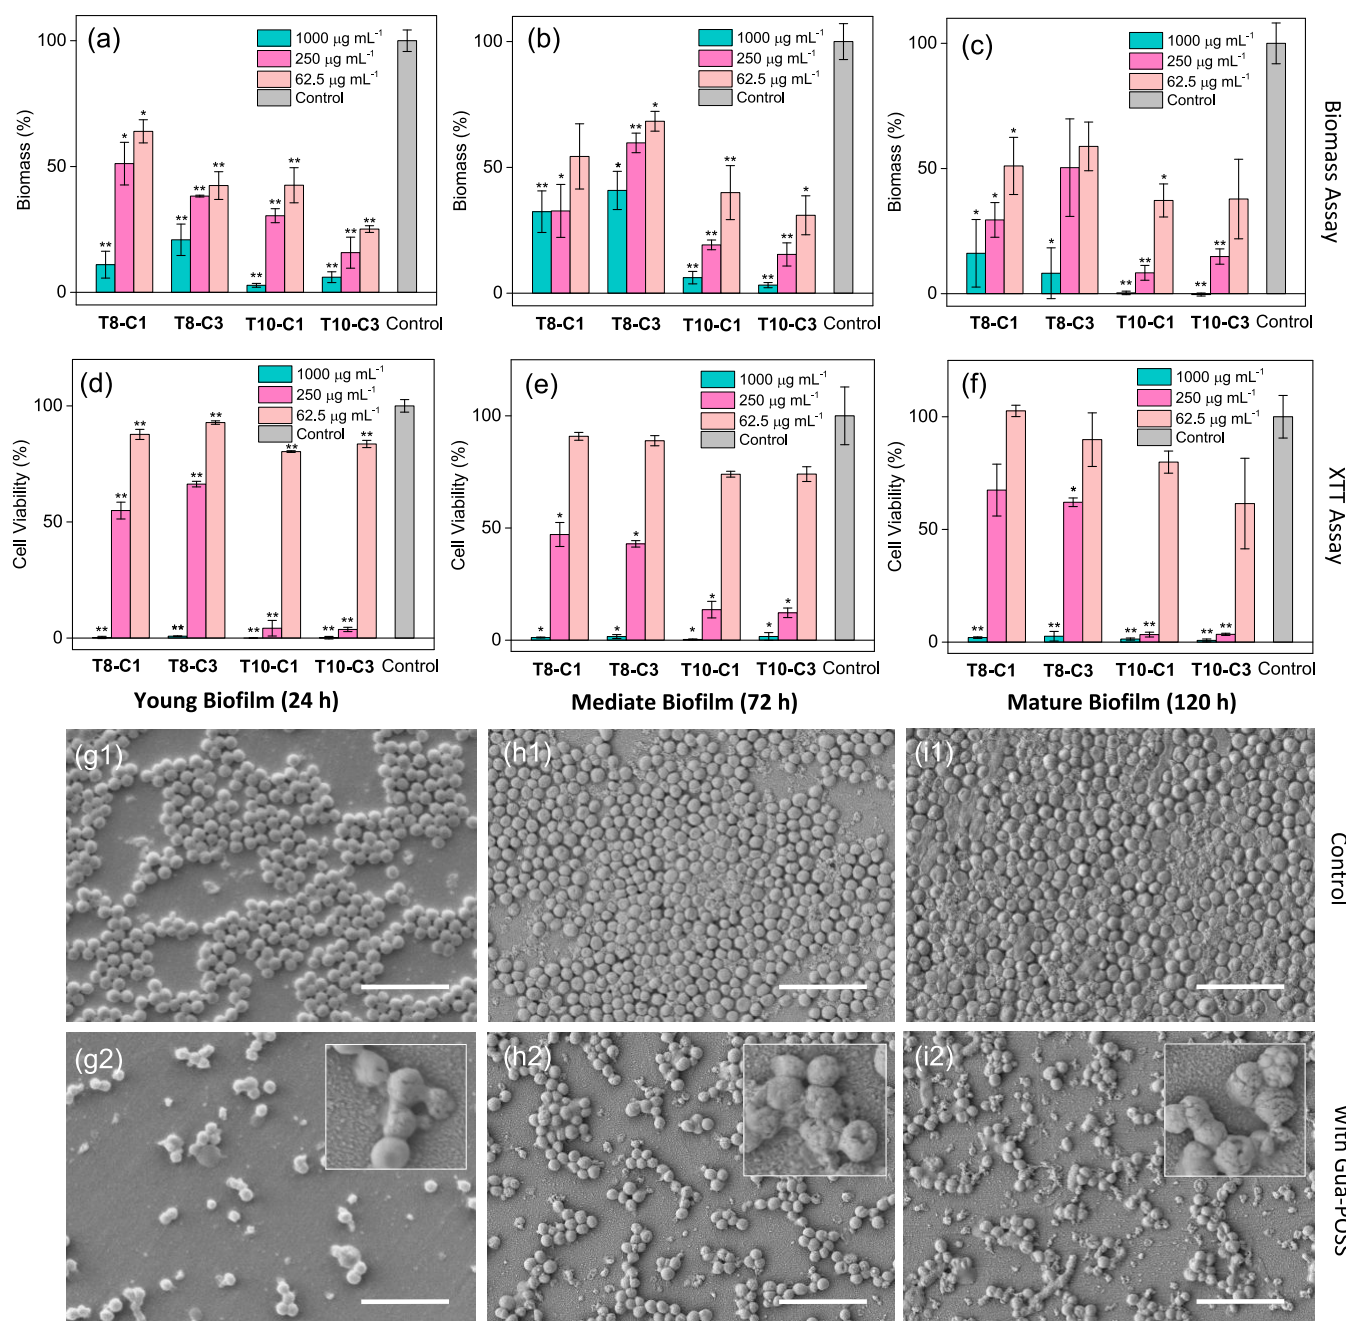 (a)
1000 µg mL⁻¹
250 µg mL⁻¹
62.5 µg mL⁻¹
Control
Biomass (%)
100
50
0
* * ** ** ** ** ** ** ** ** ** **
T8-C1 T8-C3 T10-C1 T10-C3 Control
(b)
1000 µg mL⁻¹
250 µg mL⁻¹
62.5 µg mL⁻¹
Control
Biomass (%)
100
50
0
** * * ** * ** ** ** ** ** *
T8-C1 T8-C3 T10-C1 T10-C3 Control
(c)
1000 µg mL⁻¹
250 µg mL⁻¹
62.5 µg mL⁻¹
Control
Biomass (%)
100
50
0
* * * * ** ** * ** **
T8-C1 T8-C3 T10-C1 T10-C3 Control
Biomass Assay
(d)
1000 µg mL⁻¹
250 µg mL⁻¹
62.5 µg mL⁻¹
Control
Cell Viability (%)
100
50
0
** ** ** ** ** ** ** ** ** ** ** **
T8-C1 T8-C3 T10-C1 T10-C3 Control
Young Biofilm (24 h)
(e)
1000 µg mL⁻¹
250 µg mL⁻¹
62.5 µg mL⁻¹
Control
Cell Viability (%)
100
50
0
* * * * * * * *
T8-C1 T8-C3 T10-C1 T10-C3 Control
Mediate Biofilm (72 h)
(f)
1000 µg mL⁻¹
250 µg mL⁻¹
62.5 µg mL⁻¹
Control
Cell Viability (%)
100
50
0
** ** * ** ** ** **
T8-C1 T8-C3 T10-C1 T10-C3 Control
Mature Biofilm (120 h)
XTT Assay
(g1)
(h1)
(i1)
Control
(g2)
(h2)
(i2)
With Gua-POSS